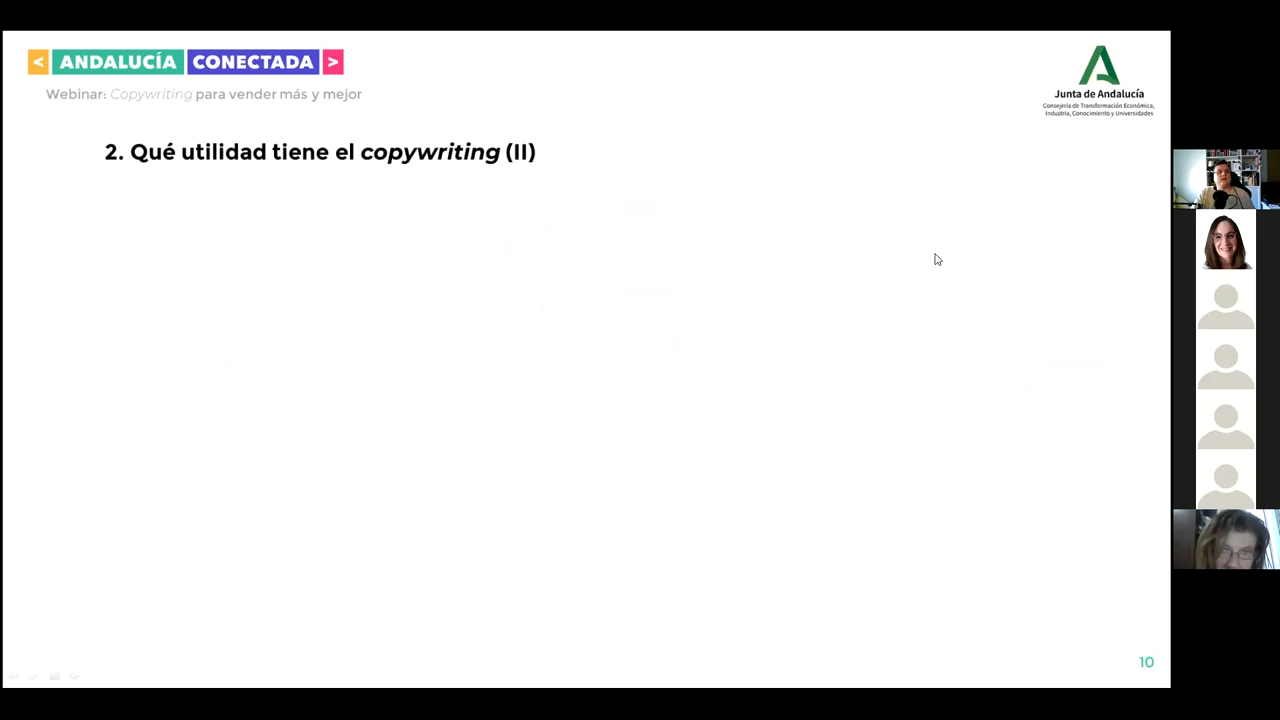 < ANDALUCÍA CONECTADA >
Webinar: Copywriting para vender más y mejor
Junta de Andalucía
Consejería de Transformación Económica,
Industria, Conocimiento y Universidades
2. Qué utilidad tiene el copywriting (II)
10